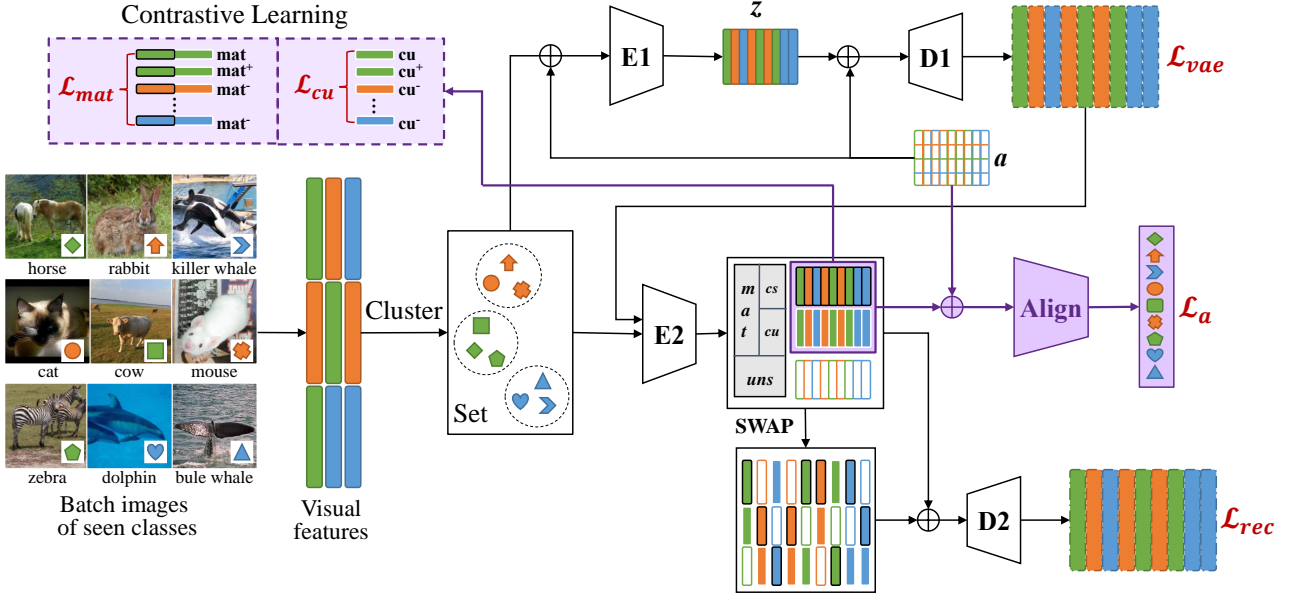 Contrastive Learning
z
mat
mat+
mat-
mat-
ℒmat
cu
cu+
cu-
cu-
ℒcu
E1
D1
ℒvae
a
horse
rabbit
killer whale
cat
cow
mouse
zebra
dolphin
bule whale
Batch images
of seen classes
Visual
features
Cluster
Set
E2
mat
cs
cu
uns
Align
ℒa
SWAP
D2
ℒrec